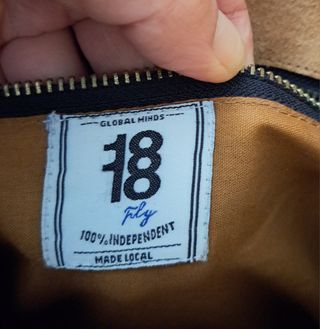 GLOBAL MINDS
18
18
Fly
100% INDEPENDENT
MADE LOCAL